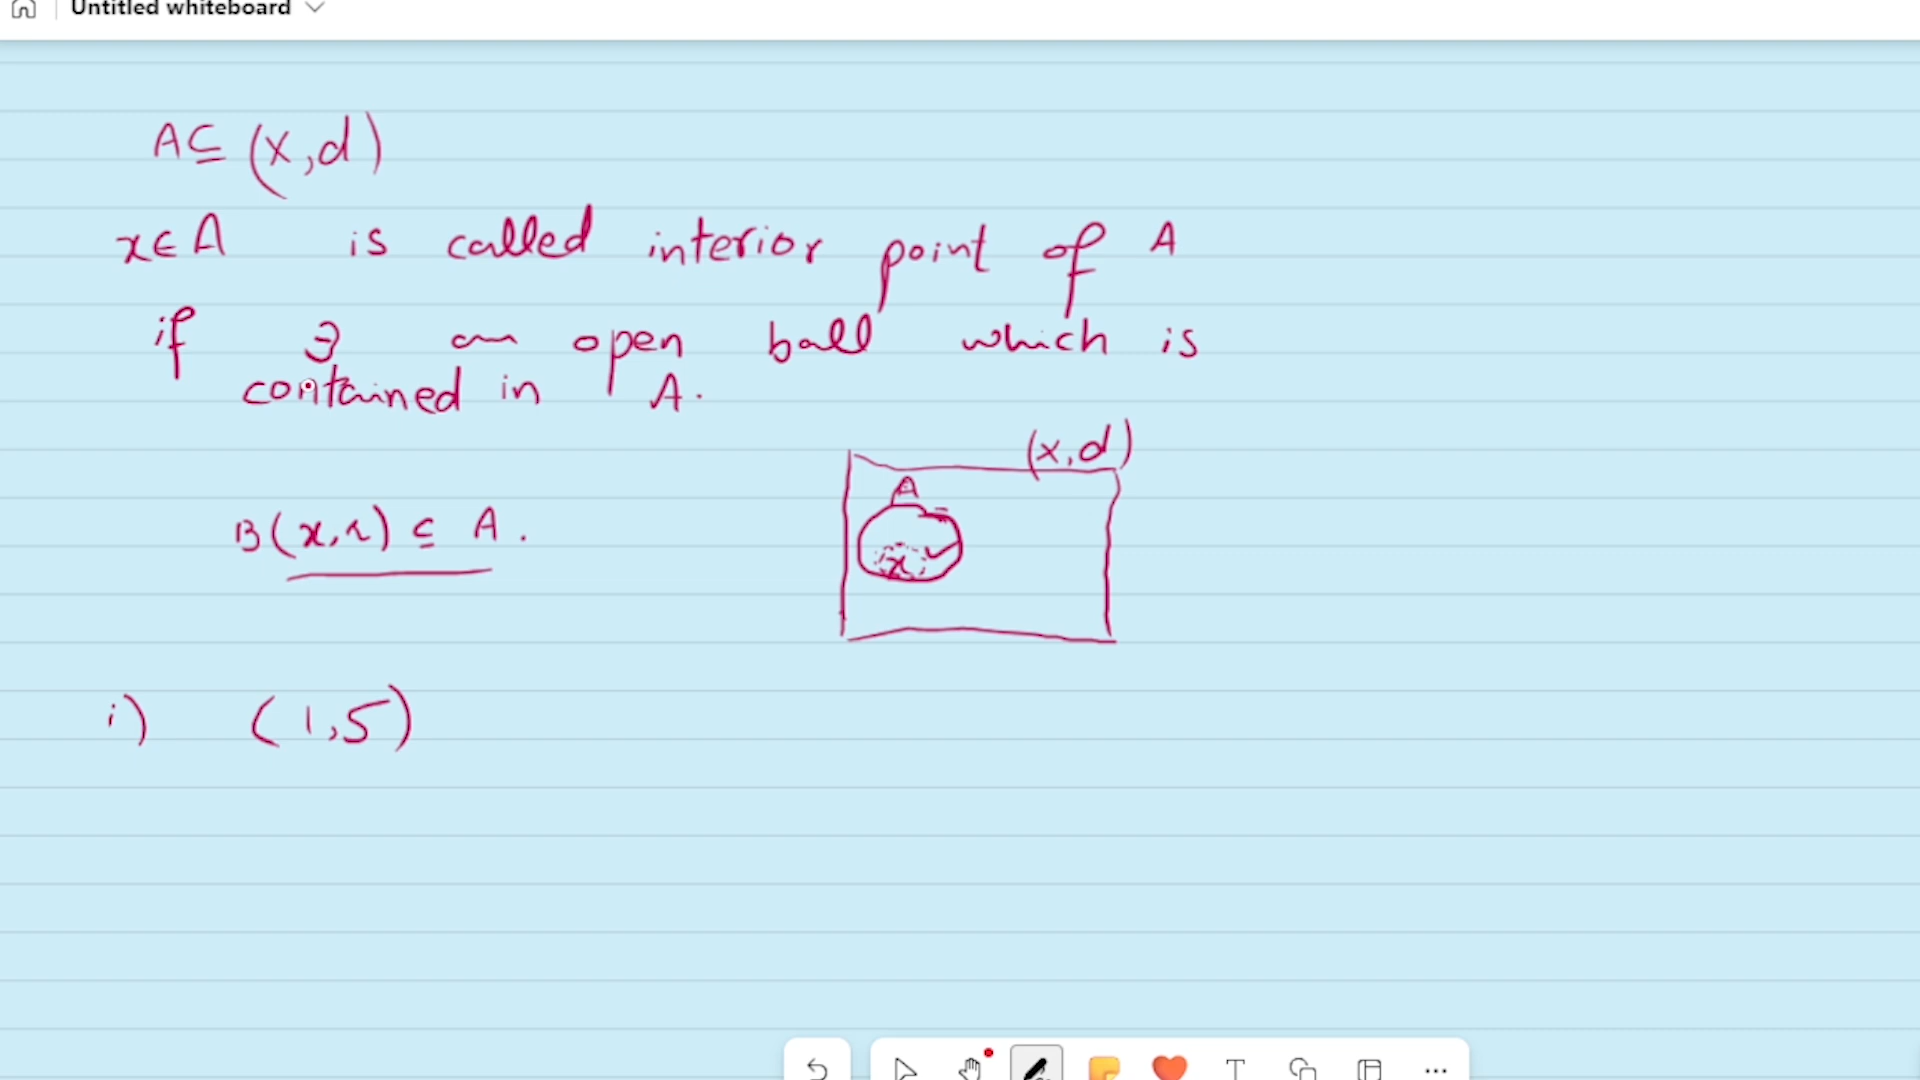 Untitled whiteboard
A ⊆ (X,d)
x∈A is called interior point of A
if ∃ an open ball which is
contained in A.
(X,d)
A
B(x,r) ⊆ A.
x
i) (1,5)
T